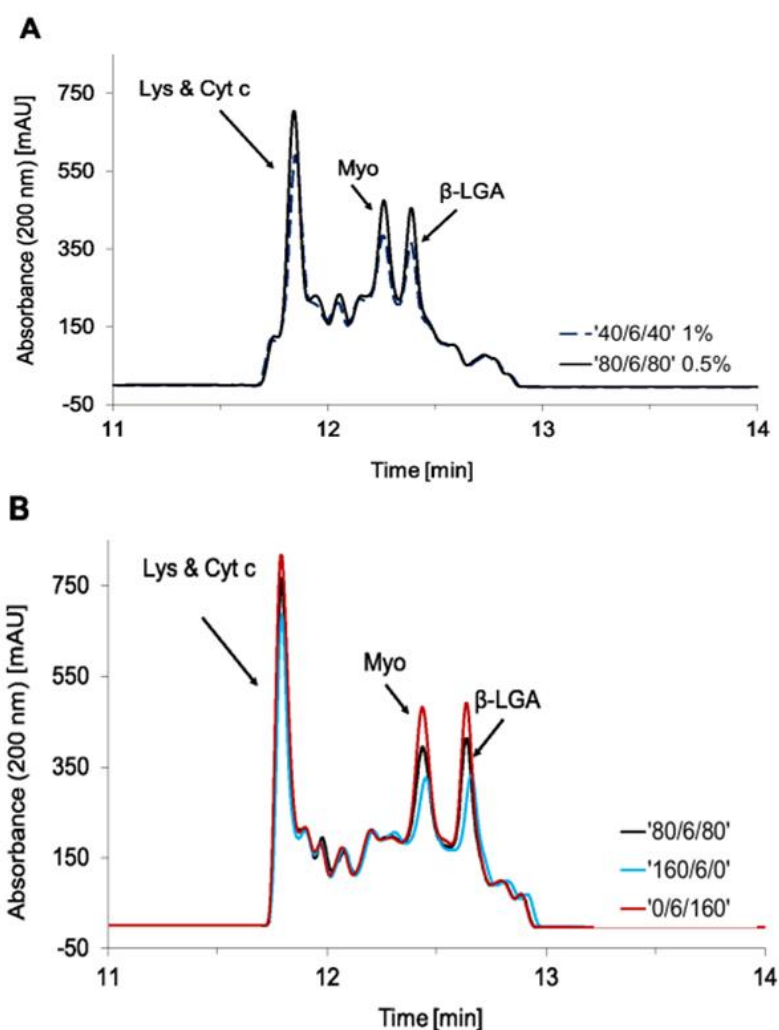 A
Absorbance (200 nm) [mAU]
750
550
350
150
-50
Lys & Cyt c
Myo
β-LGA
'40/6/40' 1%
'80/6/80' 0.5%
11 12 13 14
Time [min]
B
Absorbance (200 nm) [mAU]
750
550
350
150
-50
Lys & Cyt c
Myo
β-LGA
'80/6/80'
'160/6/0'
'0/6/160'
11 12 13 14
Time [min]